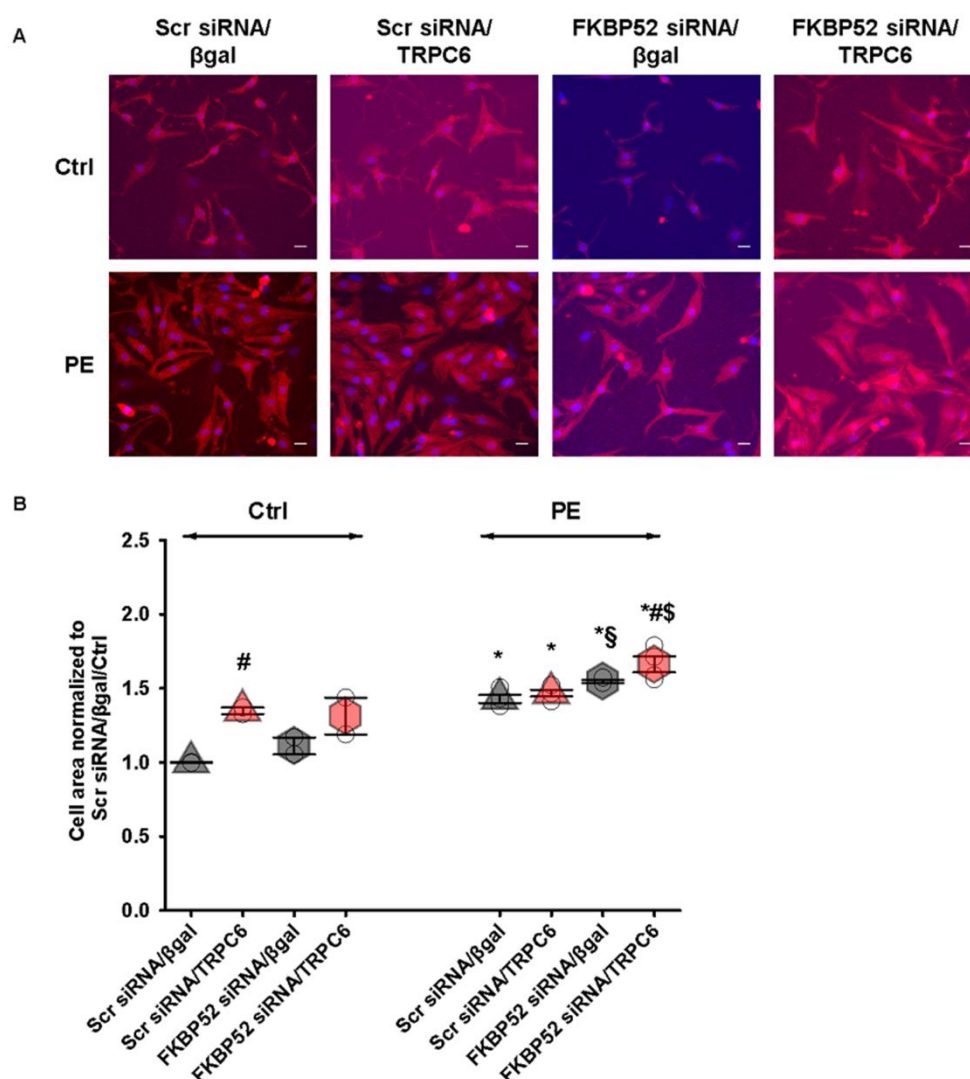 A
Scr siRNA/
βgal
Scr siRNA/
TRPC6
FKBP52 siRNA/
βgal
FKBP52 siRNA/
TRPC6
Ctrl
PE
B
Ctrl
PE
Cell area normalized to
Scr siRNA/βgal/Ctrl
2.5
2.0
1.5
1.0
0.5
0.0
#
*
*
*§
*#$
Scr siRNA/βgal
Scr siRNA/TRPC6
FKBP52 siRNA/βgal
FKBP52 siRNA/TRPC6
Scr siRNA/βgal
Scr siRNA/TRPC6
FKBP52 siRNA/βgal
FKBP52 siRNA/TRPC6